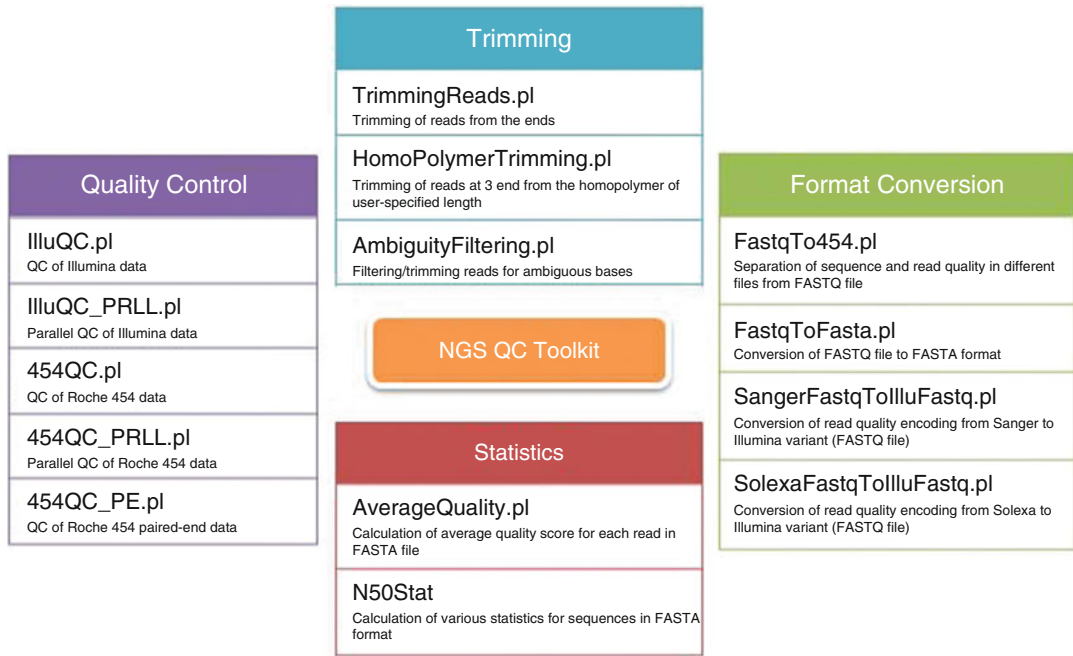 Trimming
TrimmingReads.pl
Trimming of reads from the ends
HomoPolymerTrimming.pl
Trimming of reads at 3 end from the homopolymer of
user-specified length
AmbiguityFiltering.pl
Filtering/trimming reads for ambiguous bases
Quality Control
IlluQC.pl
QC of Illumina data
IlluQC_PRLL.pl
Parallel QC of Illumina data
454QC.pl
QC of Roche 454 data
454QC_PRLL.pl
Parallel QC of Roche 454 data
454QC_PE.pl
QC of Roche 454 paired-end data
NGS QC Toolkit
Format Conversion
FastqTo454.pl
Separation of sequence and read quality in different
files from FASTQ file
FastqToFasta.pl
Conversion of FASTQ file to FASTA format
SangerFastqToIlluFastq.pl
Conversion of read quality encoding from Sanger to
Illumina variant (FASTQ file)
SolexaFastqToIlluFastq.pl
Conversion of read quality encoding from Solexa to
Illumina variant (FASTQ file)
Statistics
AverageQuality.pl
Calculation of average quality score for each read in
FASTA file
N50Stat
Calculation of various statistics for sequences in FASTA
format